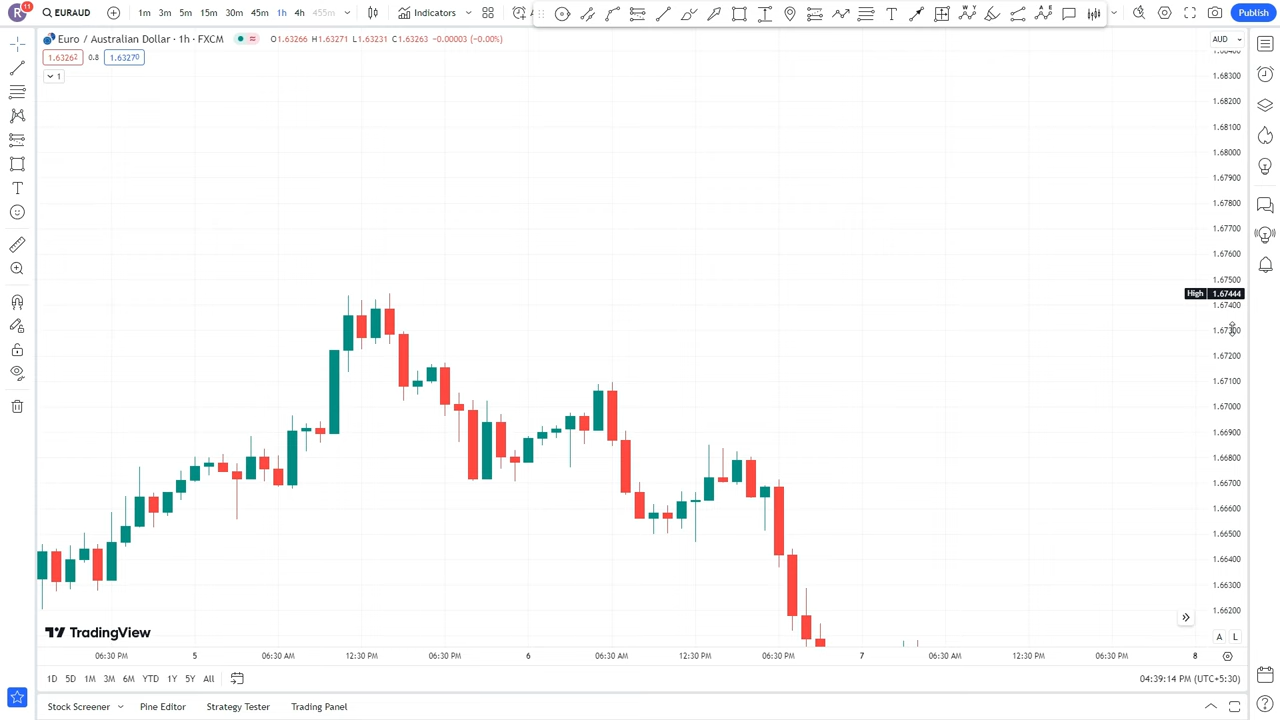 R 11 EURAUD 1m 3m 5m 15m 30m 45m 1h 4h 455m Indicators Publish
Euro / Australian Dollar · 1h · FXCM O1.63266 H1.63271 L1.63231 C1.63263 −0.00003 (−0.00%) AUD
1.63262 0.8 1.63270
1
1.68300
1.68200
1.68100
1.68000
1.67900
1.67800
1.67700
1.67600
1.67500
High 1.67444
1.67400
1.67300
1.67200
1.67100
1.67000
1.66900
1.66800
1.66700
1.66600
1.66500
1.66400
1.66300
1.66200
TradingView A L
06:30 PM 5 06:30 AM 12:30 PM 06:30 PM 6 06:30 AM 12:30 PM 06:30 PM 7 06:30 AM 12:30 PM 06:30 PM 8
1D 5D 1M 3M 6M YTD 1Y 5Y All 04:39:14 PM (UTC+5:30)
Stock Screener Pine Editor Strategy Tester Trading Panel